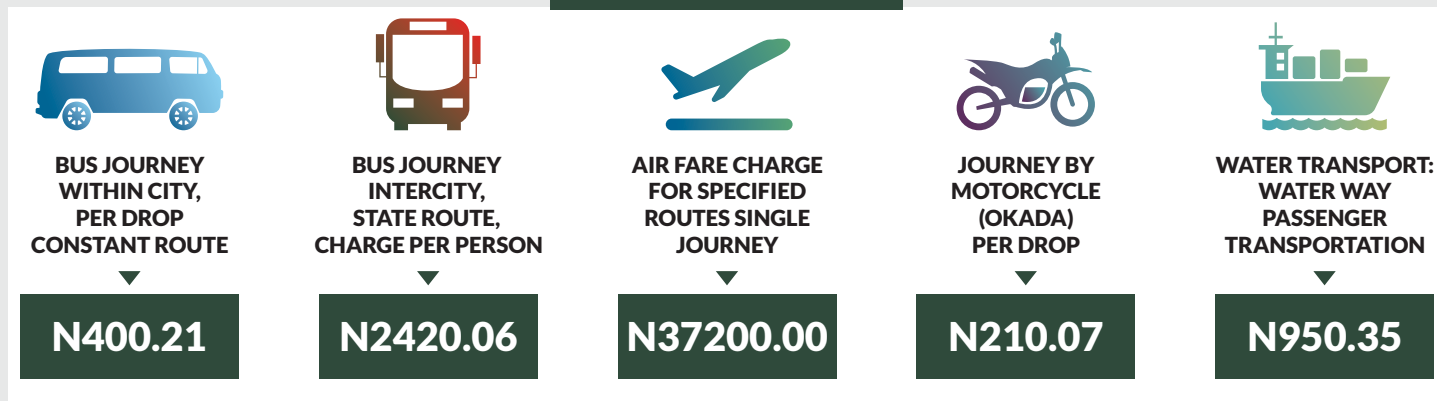 BUS JOURNEY
WITHIN CITY,
PER DROP
CONSTANT ROUTE
N400.21
BUS JOURNEY
INTERCITY,
STATE ROUTE,
CHARGE PER PERSON
N2420.06
AIR FARE CHARGE
FOR SPECIFIED
ROUTES SINGLE
JOURNEY
N37200.00
JOURNEY BY
MOTORCYCLE
(OKADA)
PER DROP
N210.07
WATER TRANSPORT:
WATER WAY
PASSENGER
TRANSPORTATION
N950.35